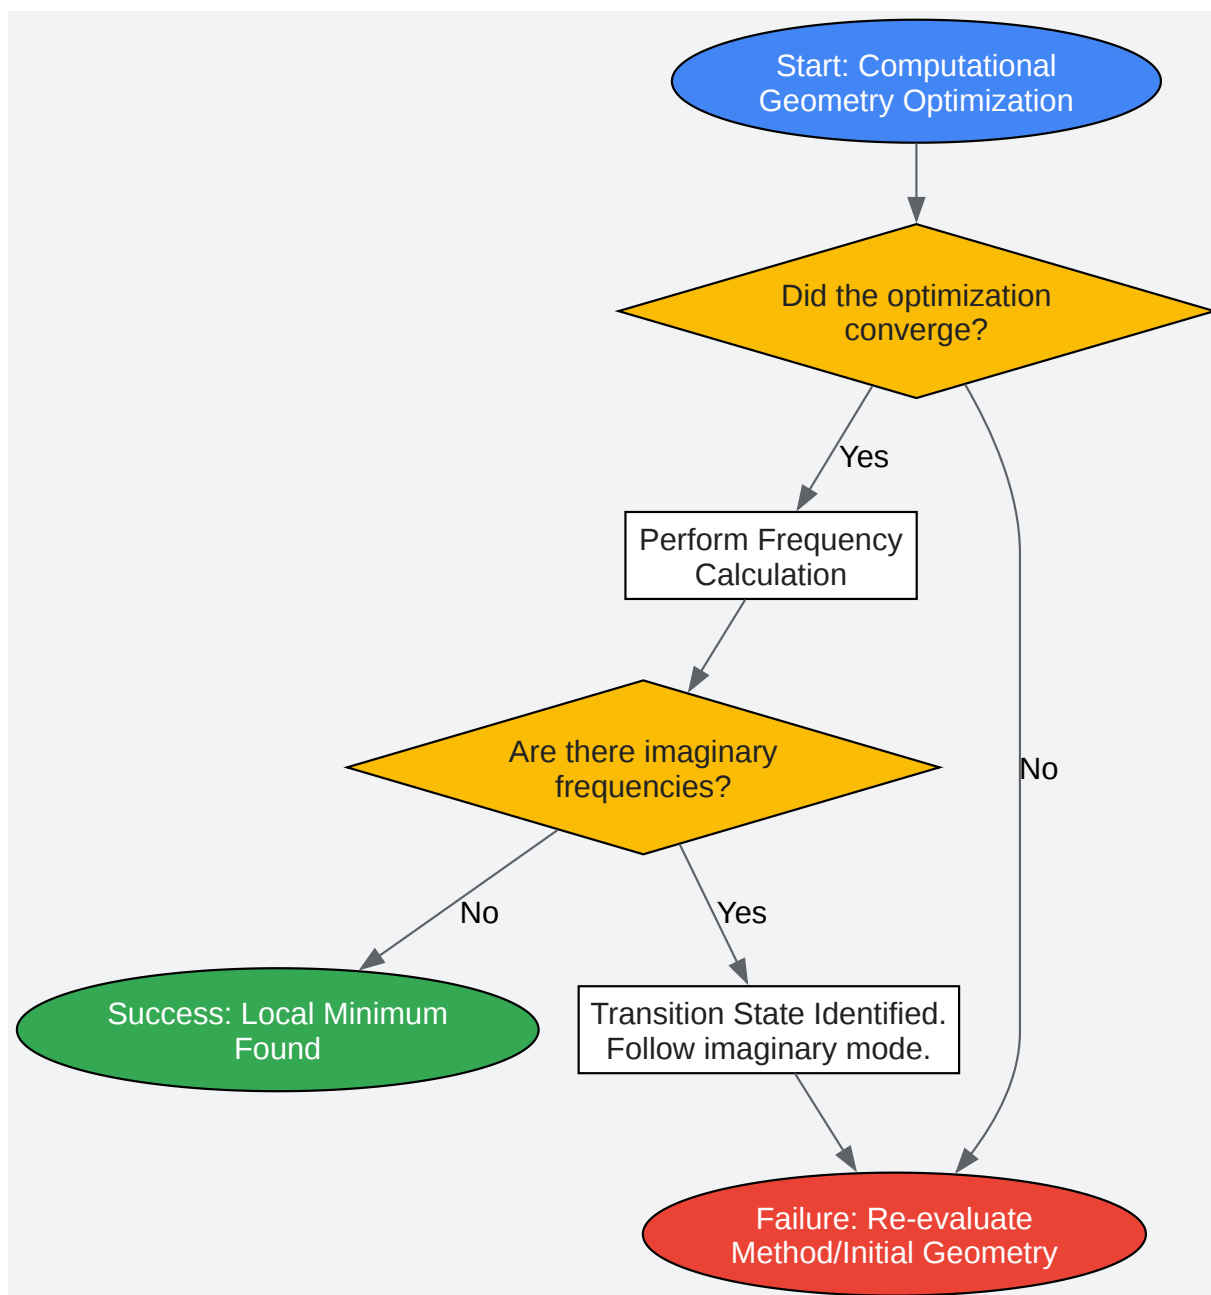 Start: Computational
Geometry Optimization
Did the optimization
converge?
Yes
Perform Frequency
Calculation
Are there imaginary
frequencies?
No
No
Yes
Success: Local Minimum
Found
Transition State Identified.
Follow imaginary mode.
Failure: Re-evaluate
Method/Initial Geometry